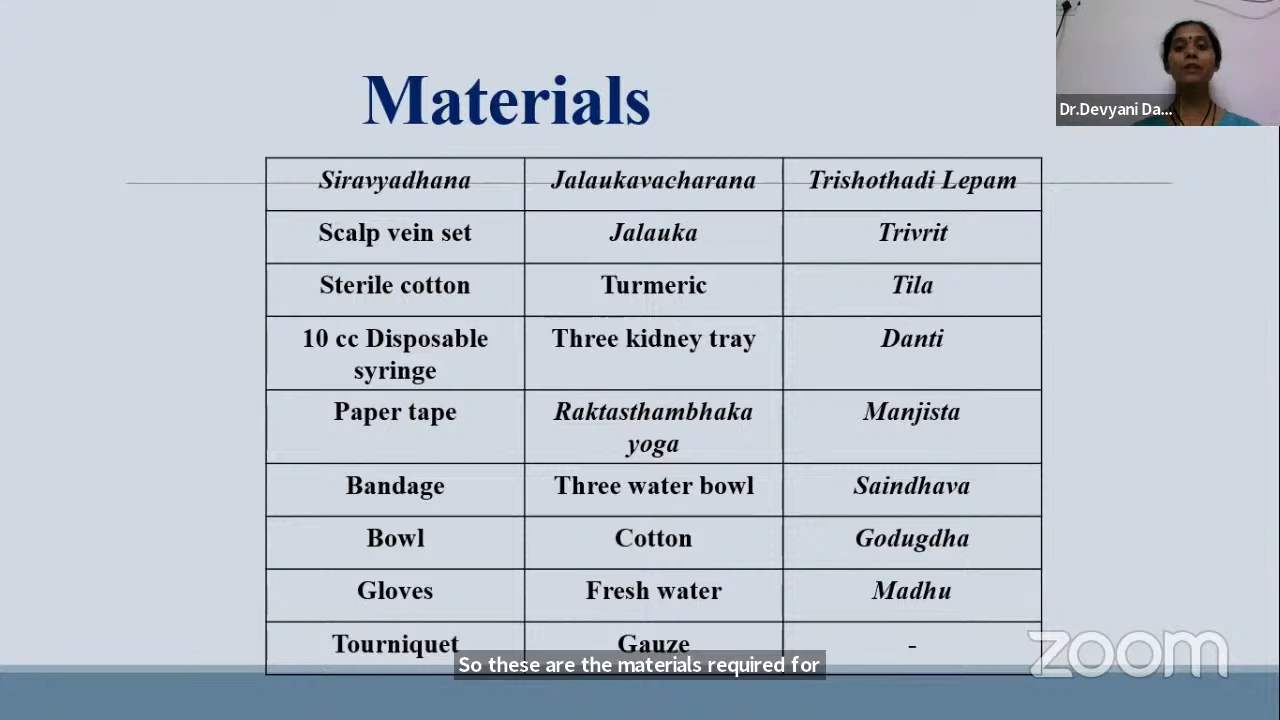 Materials
Dr.Devyani Da...
Siravyadhana Jalaukavacharana Trishothadi Lepam
Scalp vein set Jalauka Trivrit
Sterile cotton Turmeric Tila
10 cc Disposable Three kidney tray Danti
syringe
Paper tape Raktasthambhaka Manjista
yoga
Bandage Three water bowl Saindhava
Bowl Cotton Godugdha
Gloves Fresh water Madhu
Tourniquet Gauze -
So these are the materials required for
zoom